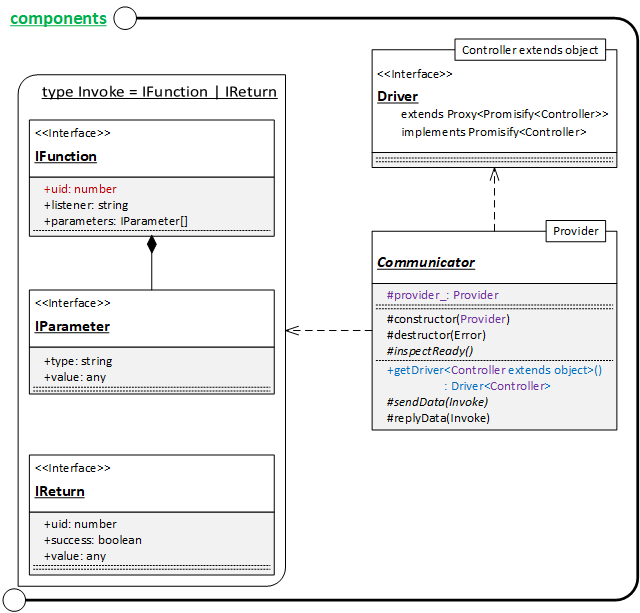 components
type Invoke = IFunction | IReturn
<<Interface>>
IFunction
+uid: number
+listener: string
+parameters: IParameter[]
<<Interface>>
IParameter
+type: string
+value: any
<<Interface>>
IReturn
+uid: number
+success: boolean
+value: any
Controller extends object
<<Interface>>
Driver
extends Proxy<Promisify<Controller>>
implements Promisify<Controller>
Provider
Communicator
#provider_: Provider
#constructor(Provider)
#destructor(Error)
#inspectReady()
+getDriver<Controller extends object>()
: Driver<Controller>
#sendData(Invoke)
#replyData(Invoke)